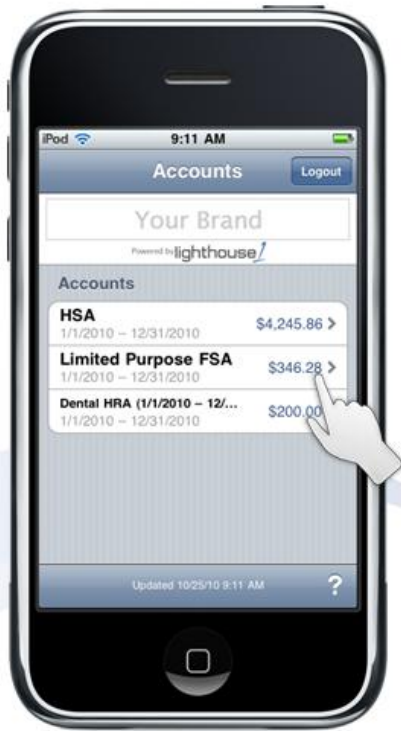 iPod 9:11 AM
Accounts Logout
Your Brand
Powered by lighthouse1
Accounts
HSA
1/1/2010 – 12/31/2010 $4,245.86
Limited Purpose FSA
1/1/2010 – 12/31/2010 $346.28
Dental HRA (1/1/2010 – 12/...
1/1/2010 – 12/31/2010 $200.00
Updated 10/25/10 9:11 AM ?